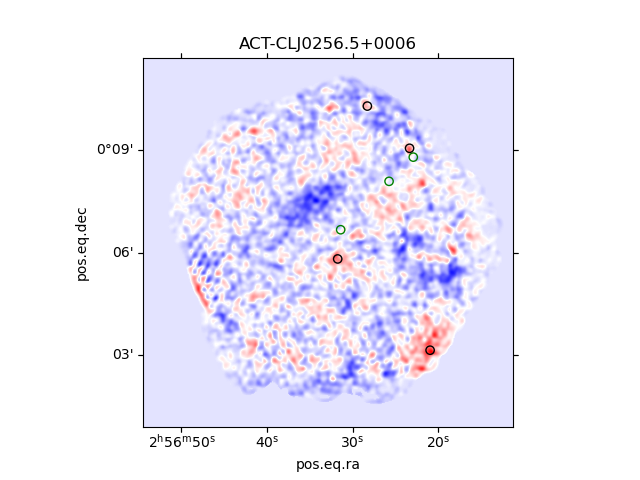 ACT-CLJ0256.5+0006
0°09'
06'
03'
pos.eq.dec
2ʰ56ᵐ50ˢ 40ˢ 30ˢ 20ˢ
pos.eq.ra